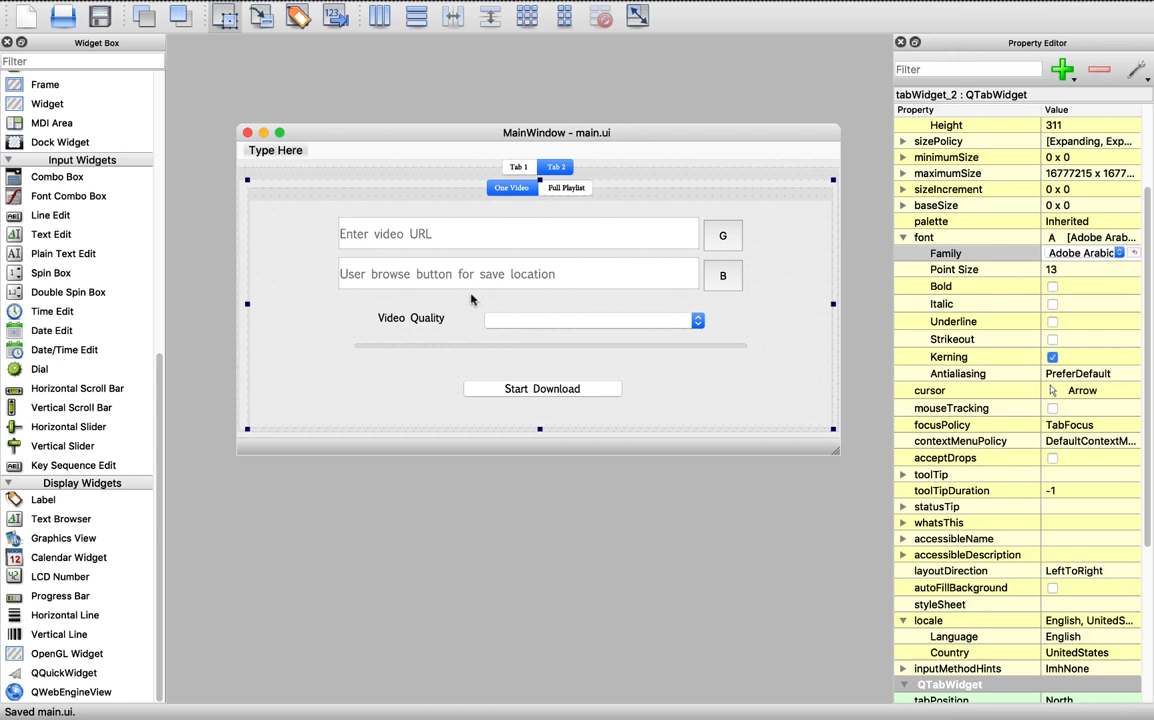 123
Widget Box
Property Editor
Filter
Filter
tabWidget_2 : QTabWidget
Property Value
Frame
Widget
MDI Area
Dock Widget
Input Widgets
Combo Box
Font Combo Box
Line Edit
Text Edit
Plain Text Edit
Spin Box
Double Spin Box
Time Edit
Date Edit
Date/Time Edit
Dial
Horizontal Scroll Bar
Vertical Scroll Bar
Horizontal Slider
Vertical Slider
Key Sequence Edit
Display Widgets
Label
Text Browser
Graphics View
Calendar Widget
LCD Number
Progress Bar
Horizontal Line
Vertical Line
OpenGL Widget
QQuickWidget
QWebEngineView
Saved main.ui.
MainWindow - main.ui
Type Here
Tab 1 Tab 2
One Video Full Playlist
Enter video URL G
User browse button for save location B
Video Quality
Start Download
Height 311
sizePolicy [Expanding, Exp...
minimumSize 0 x 0
maximumSize 16777215 x 1677...
sizeIncrement 0 x 0
baseSize 0 x 0
palette Inherited
font A [Adobe Arab...
Family Adobe Arabic
Point Size 13
Bold
Italic
Underline
Strikeout
Kerning
Antialiasing PreferDefault
cursor Arrow
mouseTracking
focusPolicy TabFocus
contextMenuPolicy DefaultContextM...
acceptDrops
toolTip
toolTipDuration -1
statusTip
whatsThis
accessibleName
accessibleDescription
layoutDirection LeftToRight
autoFillBackground
styleSheet
locale English, UnitedS...
Language English
Country UnitedStates
inputMethodHints ImhNone
QTabWidget
tabPosition North